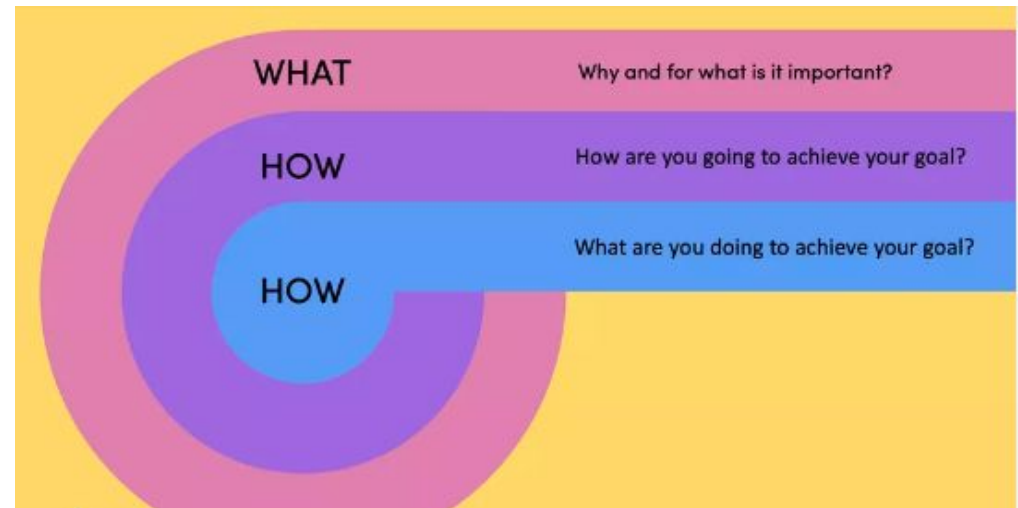 WHAT
Why and for what is it important?
HOW
How are you going to achieve your goal?
What are you doing to achieve your goal?
HOW